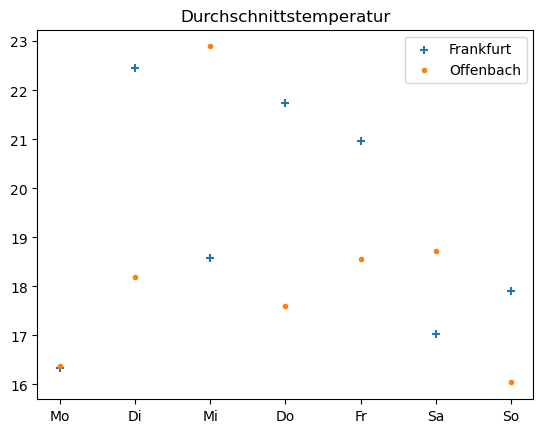 Durchschnittstemperatur
Frankfurt
Offenbach
23
22
21
20
19
18
17
16
Mo Di Mi Do Fr Sa So